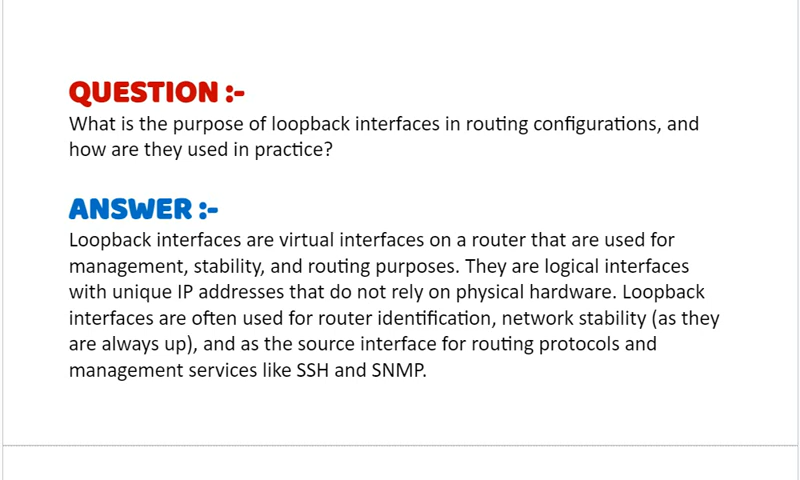 QUESTION :-
What is the purpose of loopback interfaces in routing configurations, and
how are they used in practice?
ANSWER :-
Loopback interfaces are virtual interfaces on a router that are used for
management, stability, and routing purposes. They are logical interfaces
with unique IP addresses that do not rely on physical hardware. Loopback
interfaces are often used for router identification, network stability (as they
are always up), and as the source interface for routing protocols and
management services like SSH and SNMP.